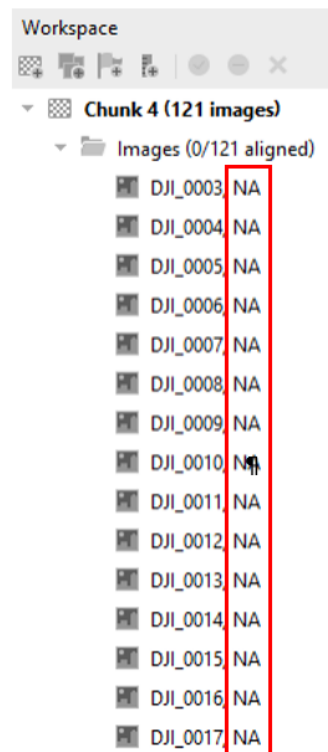 Workspace
Chunk 4 (121 images)
Images (0/121 aligned)
DJI_0003, NA
DJI_0004, NA
DJI_0005, NA
DJI_0006, NA
DJI_0007, NA
DJI_0008, NA
DJI_0009, NA
DJI_0010, NA¶
DJI_0011, NA
DJI_0012, NA
DJI_0013, NA
DJI_0014, NA
DJI_0015, NA
DJI_0016, NA
DJI_0017, NA